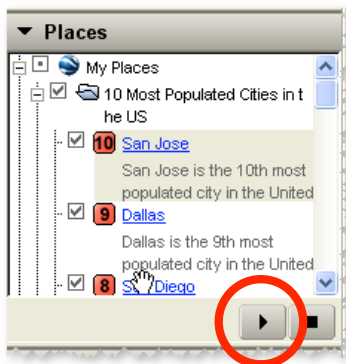 Places
My Places
10 Most Populated Cities in t
he US
10 San Jose
San Jose is the 10th most
populated city in the United
9 Dallas
Dallas is the 9th most
populated city in the United
8 Diego